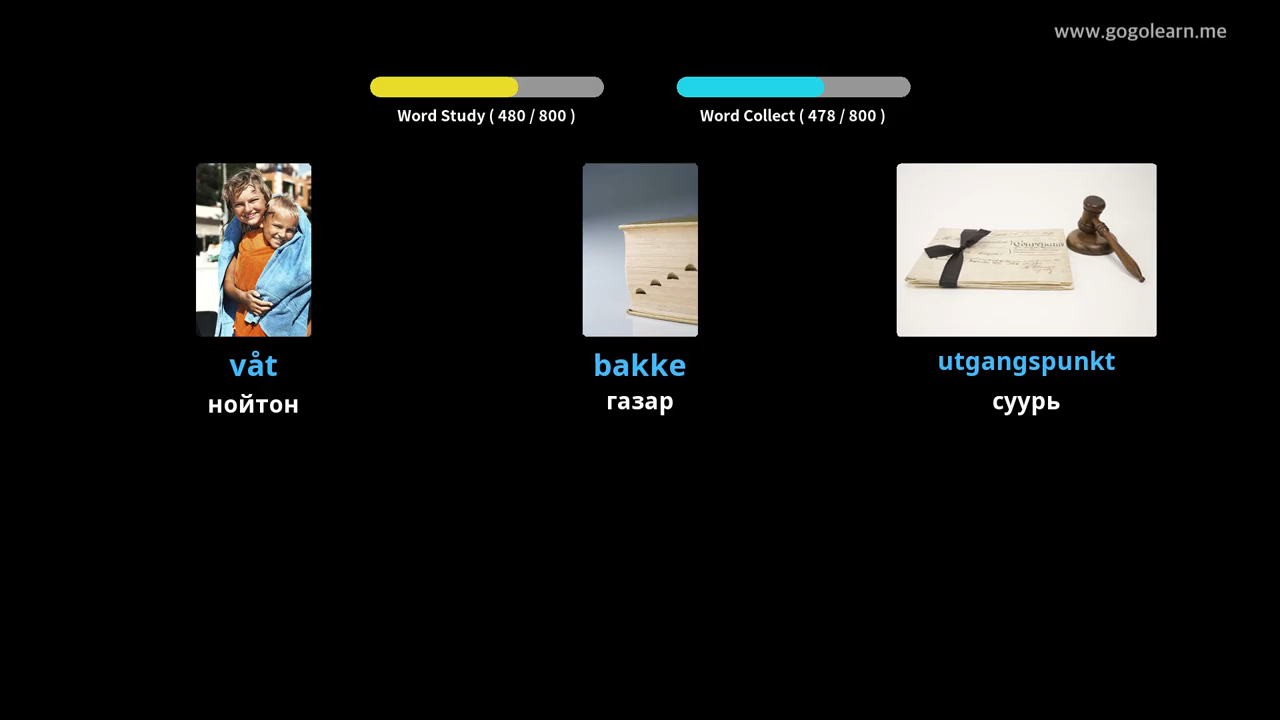 www.gogolearn.me
Word Study ( 480 / 800 )
Word Collect ( 478 / 800 )
våt
bakke
utgangspunkt
нойтон
газар
суурь